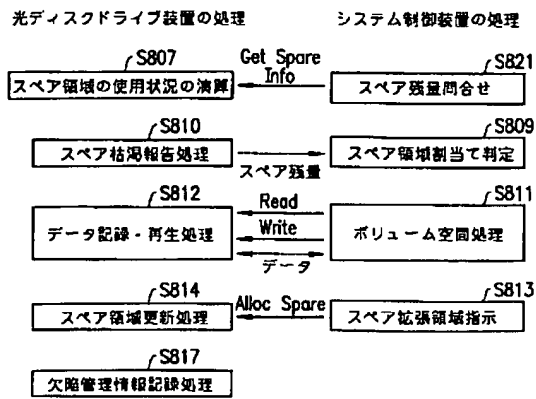 光ディスクドライブ装置の処理
システム制御装置の処理
S807
Get Spare
Info
S821
スペア領域の使用状況の演算
スペア残量問合せ
S810
S809
スペア枯渇報告処理
スペア領域割当て判定
スペア残量
S812
Read
S811
データ記録・再生処理
Write
ボリューム空間処理
データ
S814
Alloc Spare
S813
スペア領域更新処理
スペア拡張領域指示
S817
欠陥管理情報記録処理